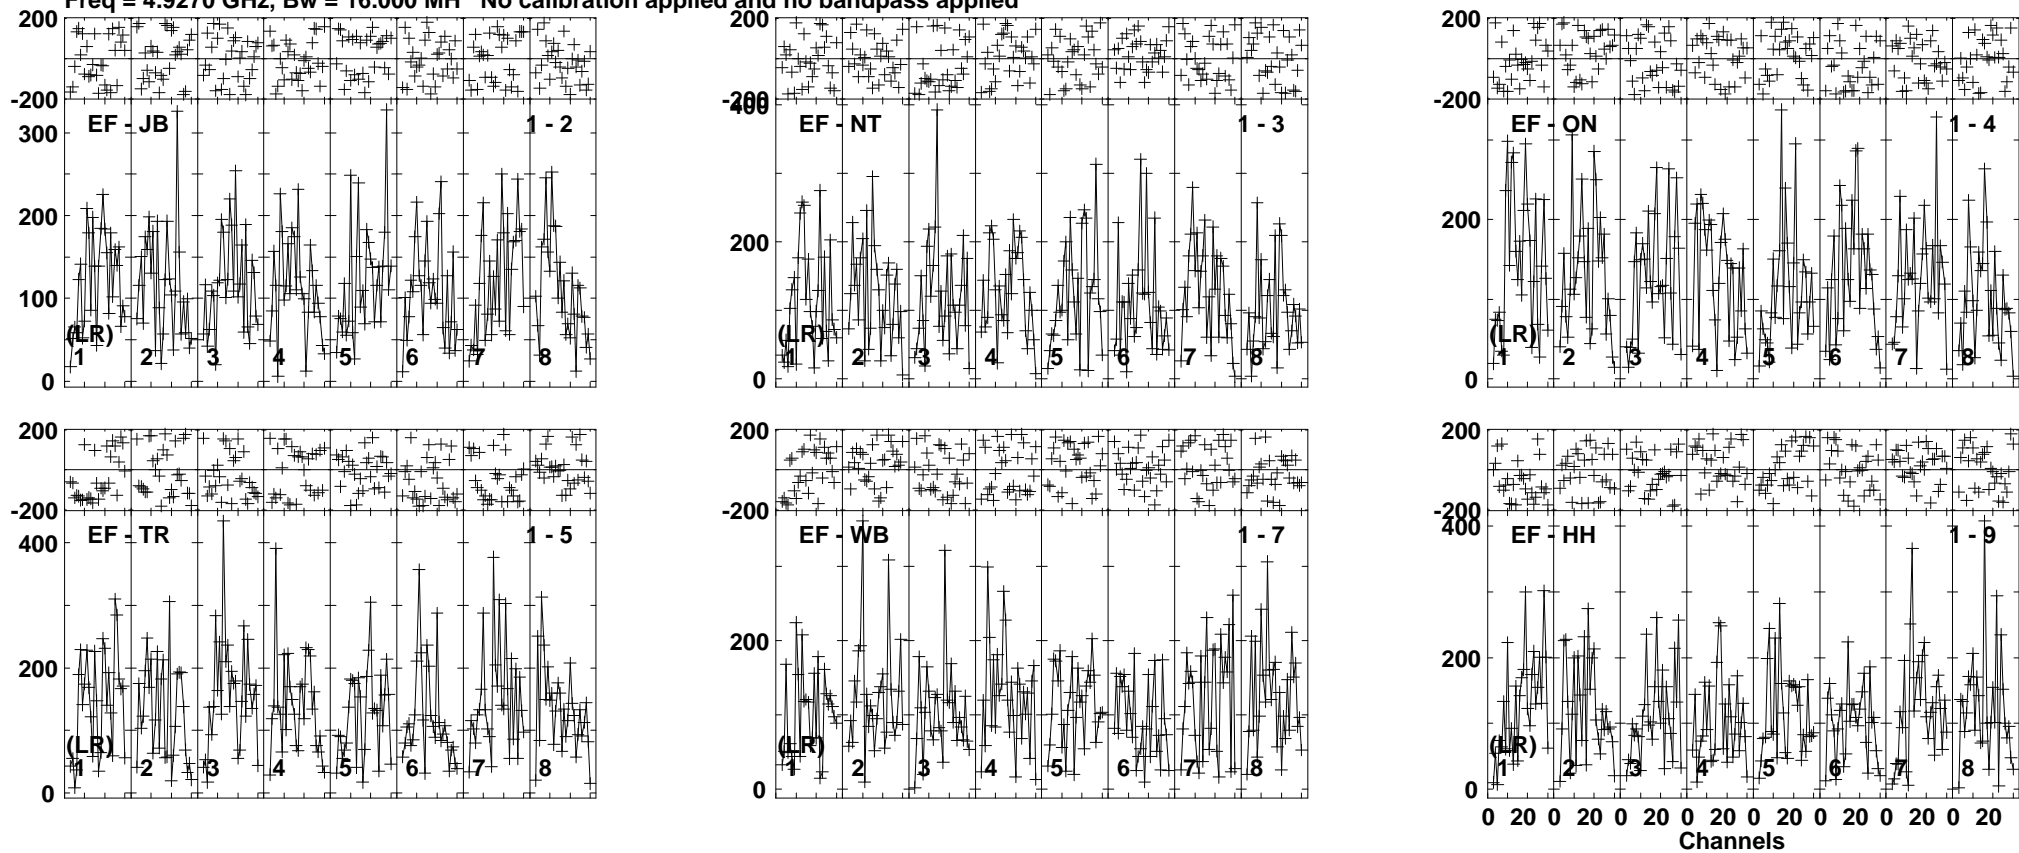 Freq = 4.9270 GHz, Bw = 16.000 MH No calibration applied and no bandpass applied
200 200 200
-200 -200 -200
EF - JB 1 - 2 400 EF - NT 1 - 3 EF - ON 1 - 4
300
200 200 200
100
(LR) (LR) (LR)
1 2 3 4 5 6 7 8 1 2 3 4 5 6 7 8 1 2 3 4 5 6 7 8
0 0 0
200 200 200
-200 -200 -200
EF - TR 1 - 5 EF - WB 1 - 7 EF - HH 1 - 9
400 400
200 200 200
(LR) (LR) (LR)
1 2 3 4 5 6 7 8 1 2 3 4 5 6 7 8 1 2 3 4 5 6 7 8
0 0 0
0 20 0 20 0 20 0 20 0 20 0 20 0 20 0 20
Channels